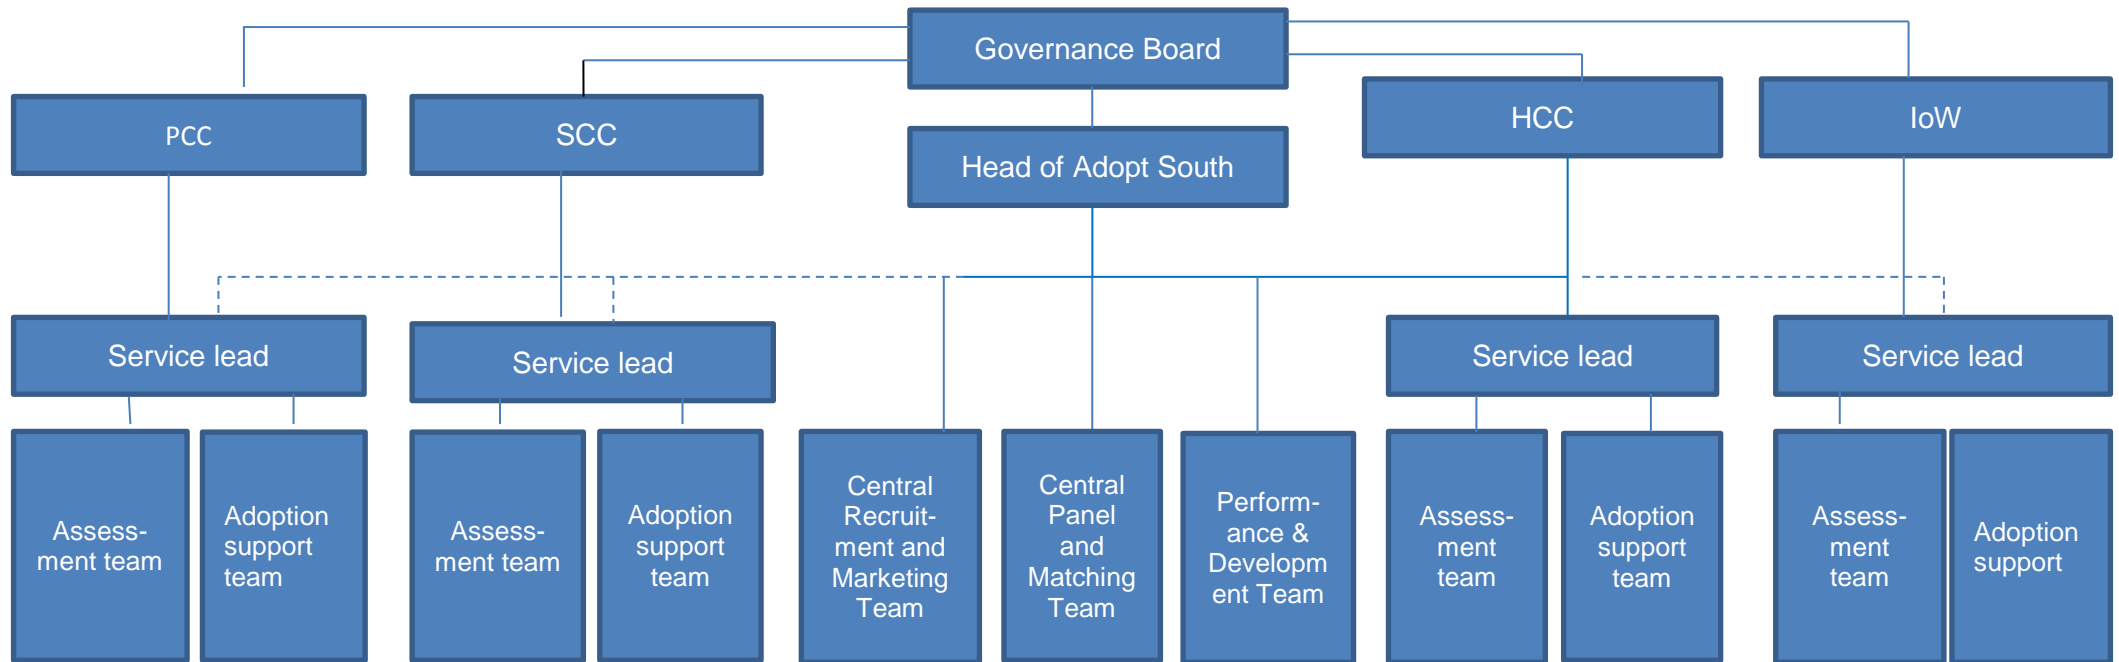 Governance Board
PCC
SCC
Head of Adopt South
HCC
IoW
Service lead
Service lead
Service lead
Service lead
Assess-
ment team
Adoption
support
team
Assess-
ment team
Adoption
support
team
Central
Recruit-
ment and
Marketing
Team
Central
Panel
and
Matching
Team
Perform-
ance &
Developm
ent Team
Assess-
ment
team
Adoption
support
team
Assess-
ment
team
Adoption
support